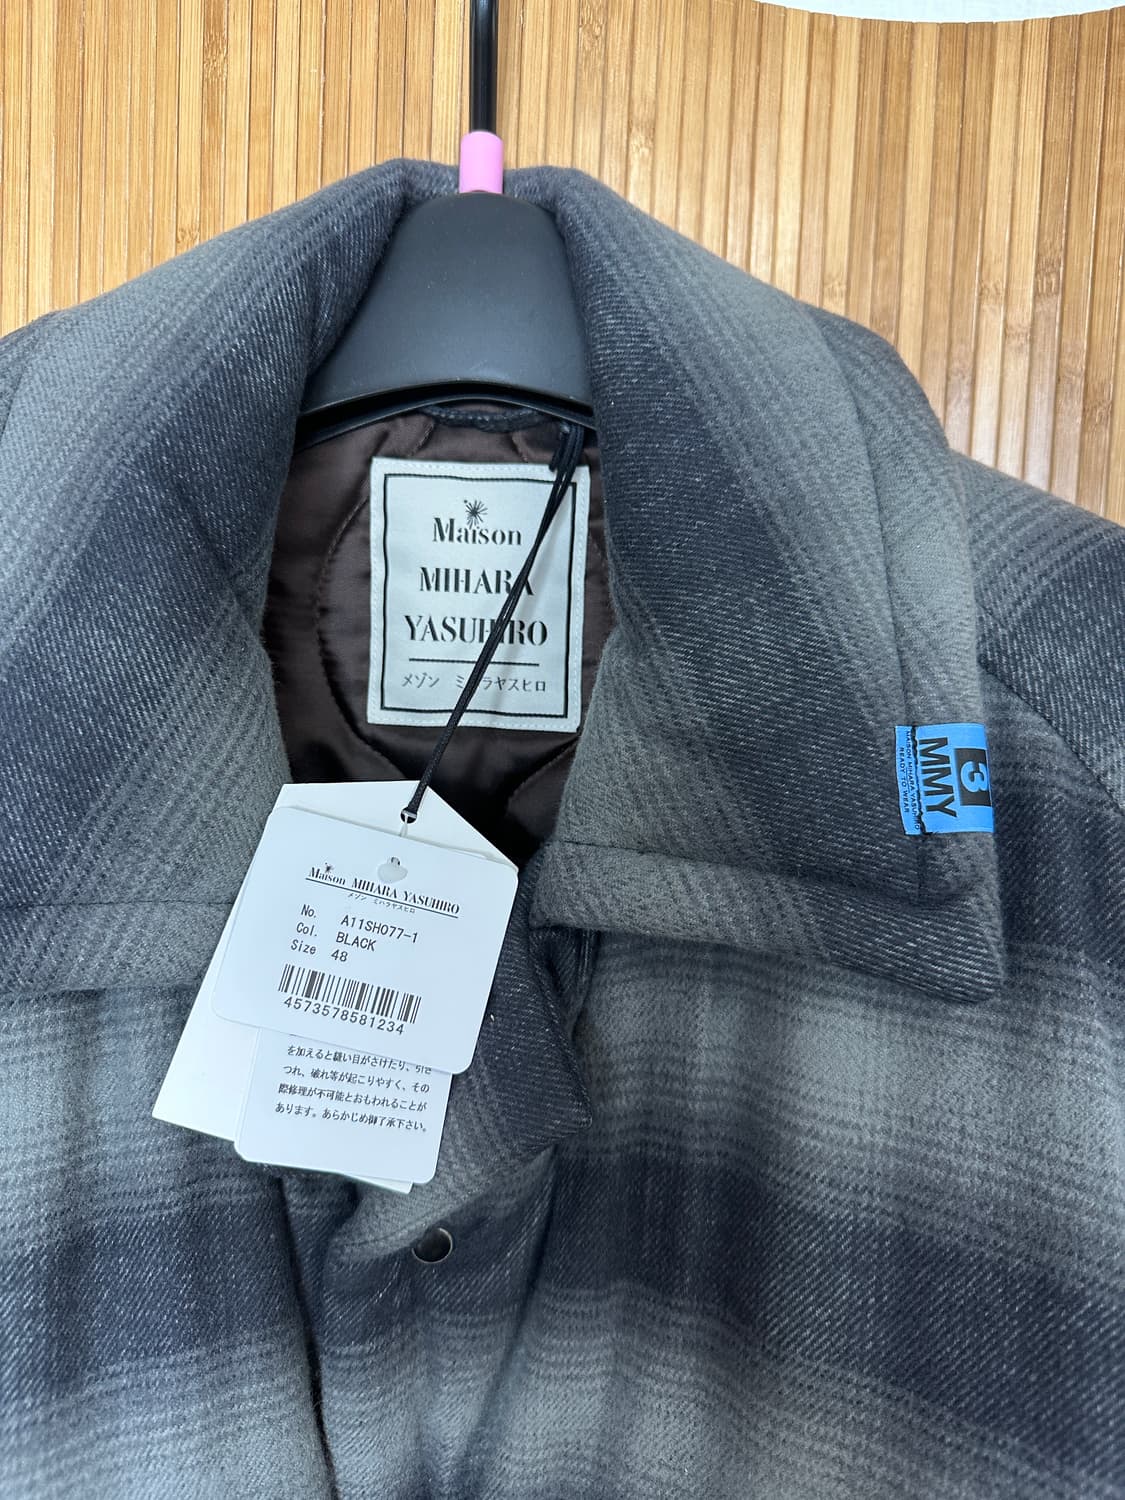 Maison
MIHARA
YASUHIRO
メゾン ミハラヤスヒロ
3
MMY
MAISON MIHARA YASUHIRO
READY TO WEAR
Maison MIHARA YASUHIRO
メゾン ミハラヤスヒロ
No. A11SH077-1
Col. BLACK
Size 48
4573578581234
を加えると縫い目がさけたり、引き
つれ、破れ等が起こりやすく、その
際修理が不可能とおもわれることが
あります。あらかじめ御了承下さい。